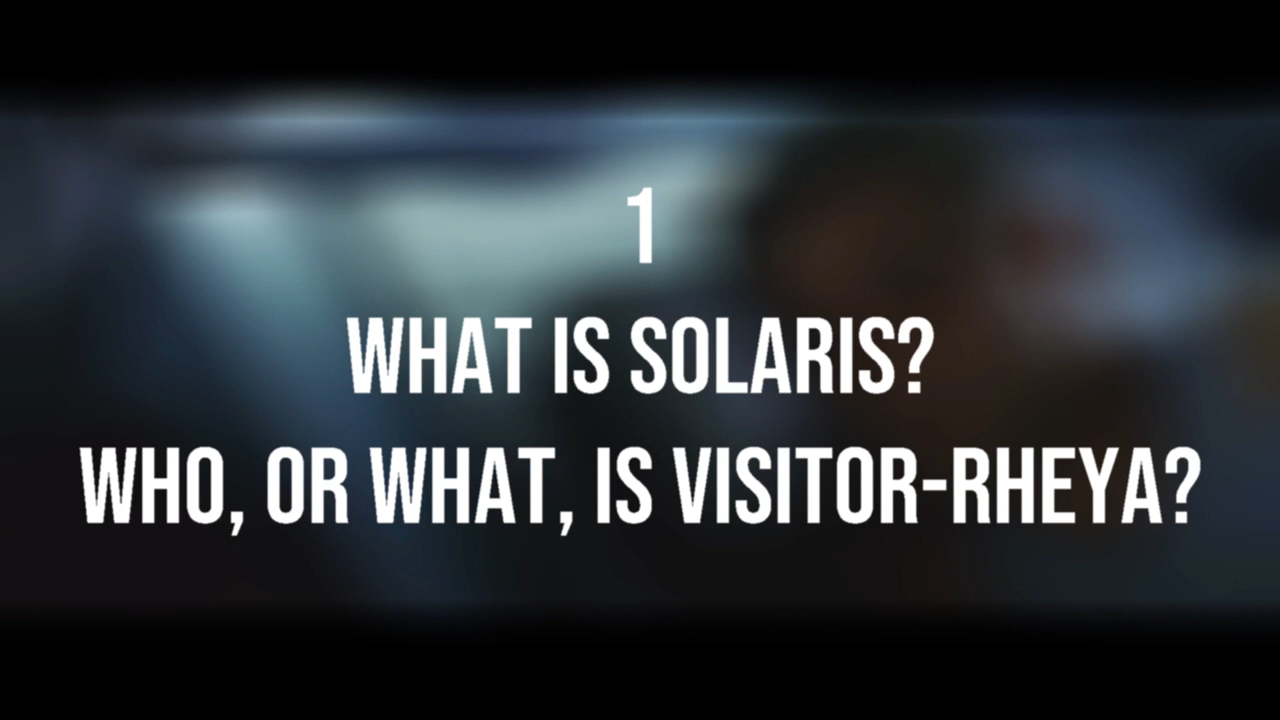 1
WHAT IS SOLARIS?
WHO, OR WHAT, IS VISITOR-RHEYA?